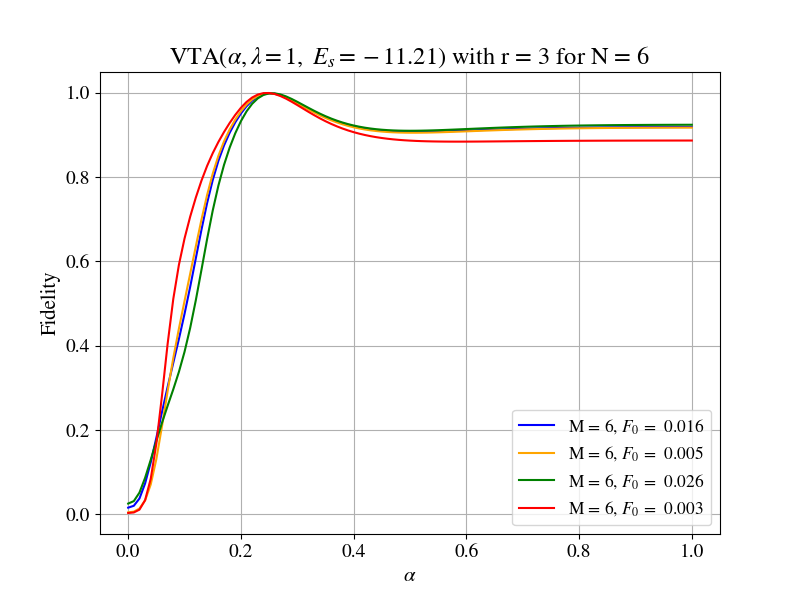 VTA(α, λ = 1, E_s = −11.21) with r = 3 for N = 6
Fidelity
1.0
0.8
0.6
0.4
0.2
0.0
M = 6, F_0 = 0.016
M = 6, F_0 = 0.005
M = 6, F_0 = 0.026
M = 6, F_0 = 0.003
0.0 0.2 0.4 0.6 0.8 1.0
α